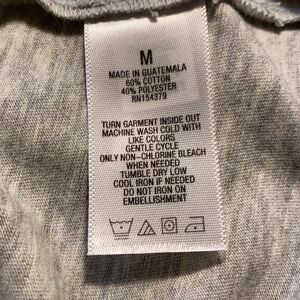 M
MADE IN GUATEMALA
60% COTTON
40% POLYESTER
RN154379
TURN GARMENT INSIDE OUT
MACHINE WASH COLD WITH
LIKE COLORS
GENTLE CYCLE
ONLY NON-CHLORINE BLEACH
WHEN NEEDED
TUMBLE DRY LOW
COOL IRON IF NEEDED
DO NOT IRON ON
EMBELLISHMENT